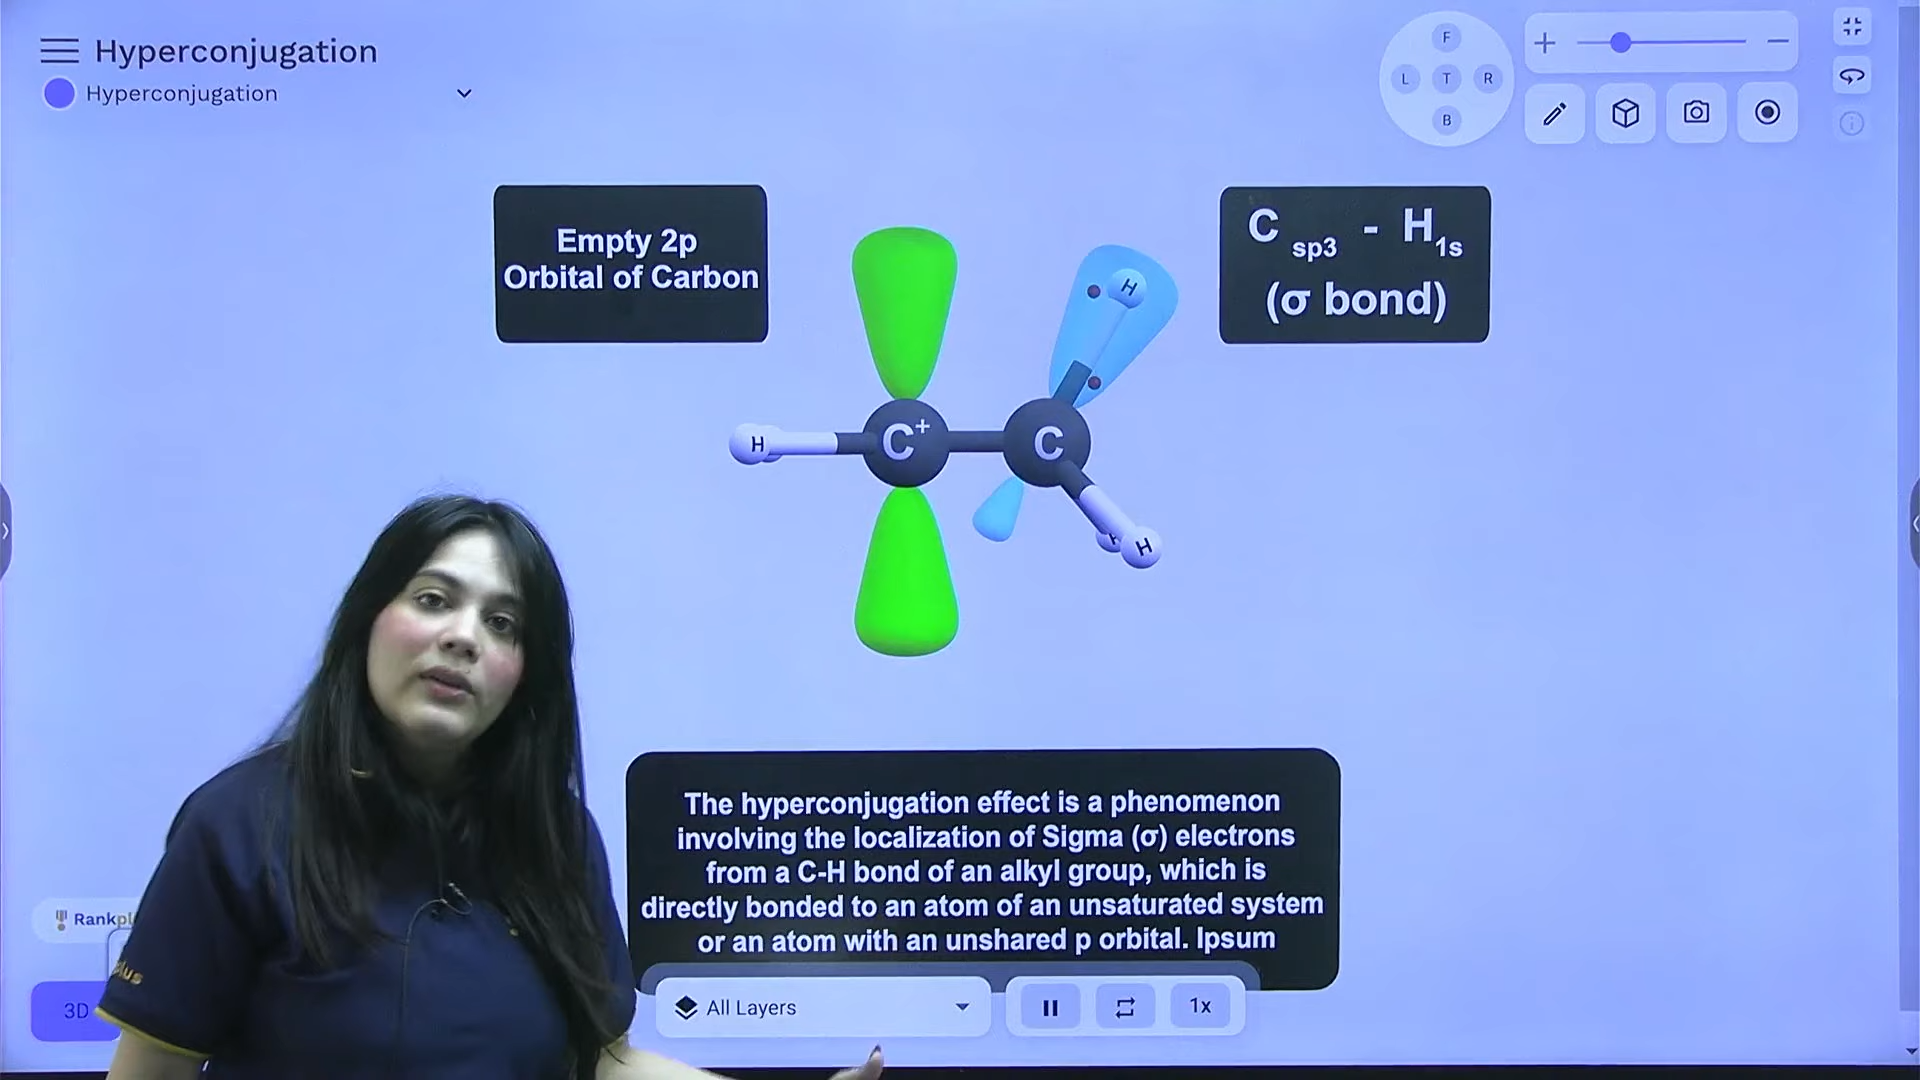 Hyperconjugation
Hyperconjugation
F
L T R
B
Empty 2p
Orbital of Carbon
C sp3 - H1s
(σ bond)
H
H
C+
C
H
The hyperconjugation effect is a phenomenon
involving the localization of Sigma (σ) electrons
from a C-H bond of an alkyl group, which is
directly bonded to an atom of an unsaturated system
or an atom with an unshared p orbital. Ipsum
Rankpl
plus
3D
All Layers
1x